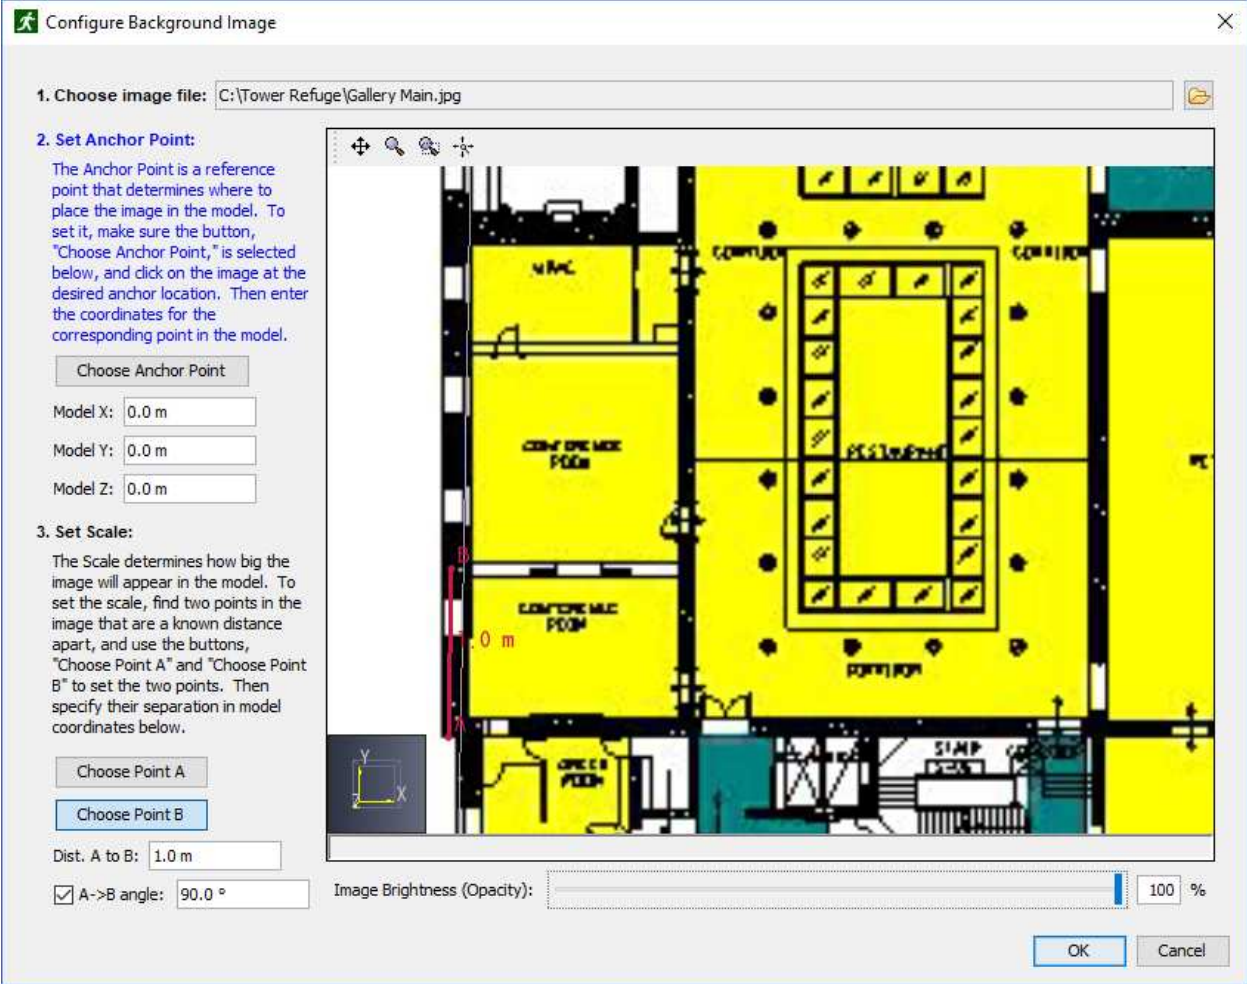 Configure Background Image
1. Choose image file: C:\Tower Refuge\Gallery Main.jpg
2. Set Anchor Point:
The Anchor Point is a reference
point that determines where to
place the image in the model. To
set it, make sure the button,
"Choose Anchor Point," is selected
below, and click on the image at the
desired anchor location. Then enter
the coordinates for the
corresponding point in the model.
Choose Anchor Point
Model X: 0.0 m
Model Y: 0.0 m
Model Z: 0.0 m
3. Set Scale:
The Scale determines how big the
image will appear in the model. To
set the scale, find two points in the
image that are a known distance
apart, and use the buttons,
"Choose Point A" and "Choose Point
B" to set the two points. Then
specify their separation in model
coordinates below.
Choose Point A
Choose Point B
Dist. A to B: 1.0 m
A->B angle: 90.0 °
CONFERENCE
ROOM
RESTAURANT
B
CONFERENCE
ROOM
.0 m
A
STAIR
Y
Z
X
Image Brightness (Opacity):
100 %
OK
Cancel